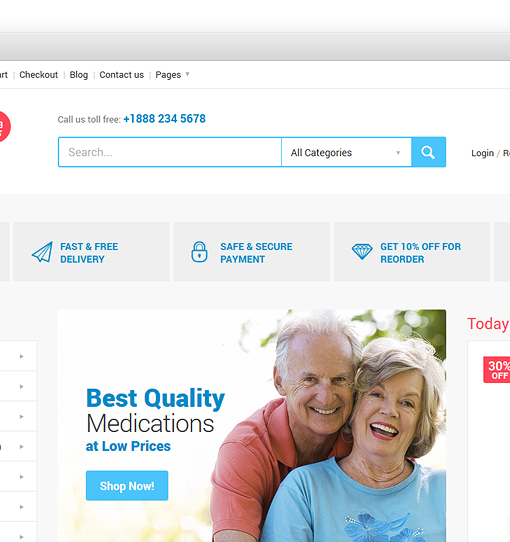 rt | Checkout | Blog | Contact us | Pages
Call us toll free: +1888 234 5678
Search...
All Categories
Login / R
FAST & FREE
DELIVERY
SAFE & SECURE
PAYMENT
GET 10% OFF FOR
REORDER
Today
30%
OFF
Best Quality
Medications
at Low Prices
Shop Now!